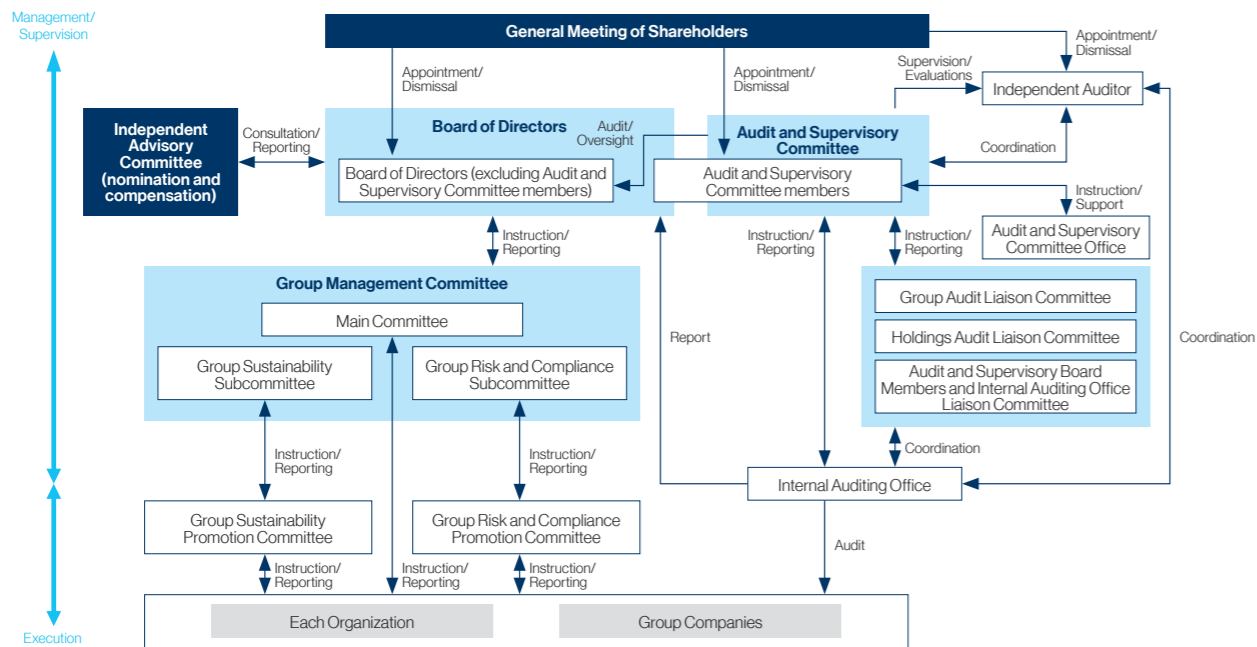 Management/
Supervision
General Meeting of Shareholders
Appointment/
Dismissal
Appointment/
Dismissal
Appointment/
Dismissal
Supervision/
Evaluations
Independent Auditor
Independent
Advisory
Committee
(nomination and
compensation)
Consultation/
Reporting
Board of Directors
Audit/
Oversight
Board of Directors (excluding Audit and
Supervisory Committee members)
Audit and Supervisory
Committee
Audit and Supervisory
Committee members
Coordination
Instruction/
Support
Audit and Supervisory
Committee Office
Instruction/
Reporting
Instruction/
Reporting
Instruction/
Reporting
Group Management Committee
Main Committee
Group Sustainability
Subcommittee
Group Risk and Compliance
Subcommittee
Report
Group Audit Liaison Committee
Holdings Audit Liaison Committee
Audit and Supervisory Board
Members and Internal Auditing Office
Liaison Committee
Coordination
Coordination
Instruction/
Reporting
Instruction/
Reporting
Internal Auditing Office
Group Sustainability
Promotion Committee
Group Risk and Compliance
Promotion Committee
Audit
Instruction/
Reporting
Instruction/
Reporting
Instruction/
Reporting
Each Organization
Group Companies
Execution